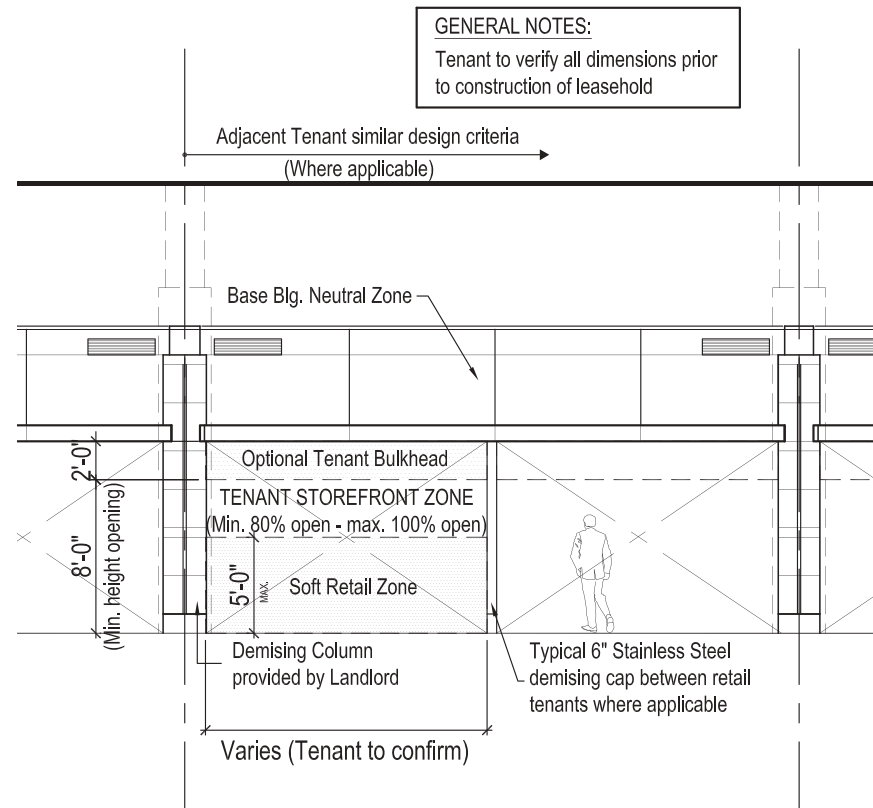 GENERAL NOTES:
Tenant to verify all dimensions prior
to construction of leasehold
Adjacent Tenant similar design criteria
(Where applicable)
Base Blg. Neutral Zone
2'-0"
Optional Tenant Bulkhead
TENANT STOREFRONT ZONE
(Min. 80% open - max. 100% open)
8'-0"
(Min. height opening)
5'-0"
MAX.
Soft Retail Zone
Demising Column
provided by Landlord
Typical 6" Stainless Steel
demising cap between retail
tenants where applicable
Varies (Tenant to confirm)